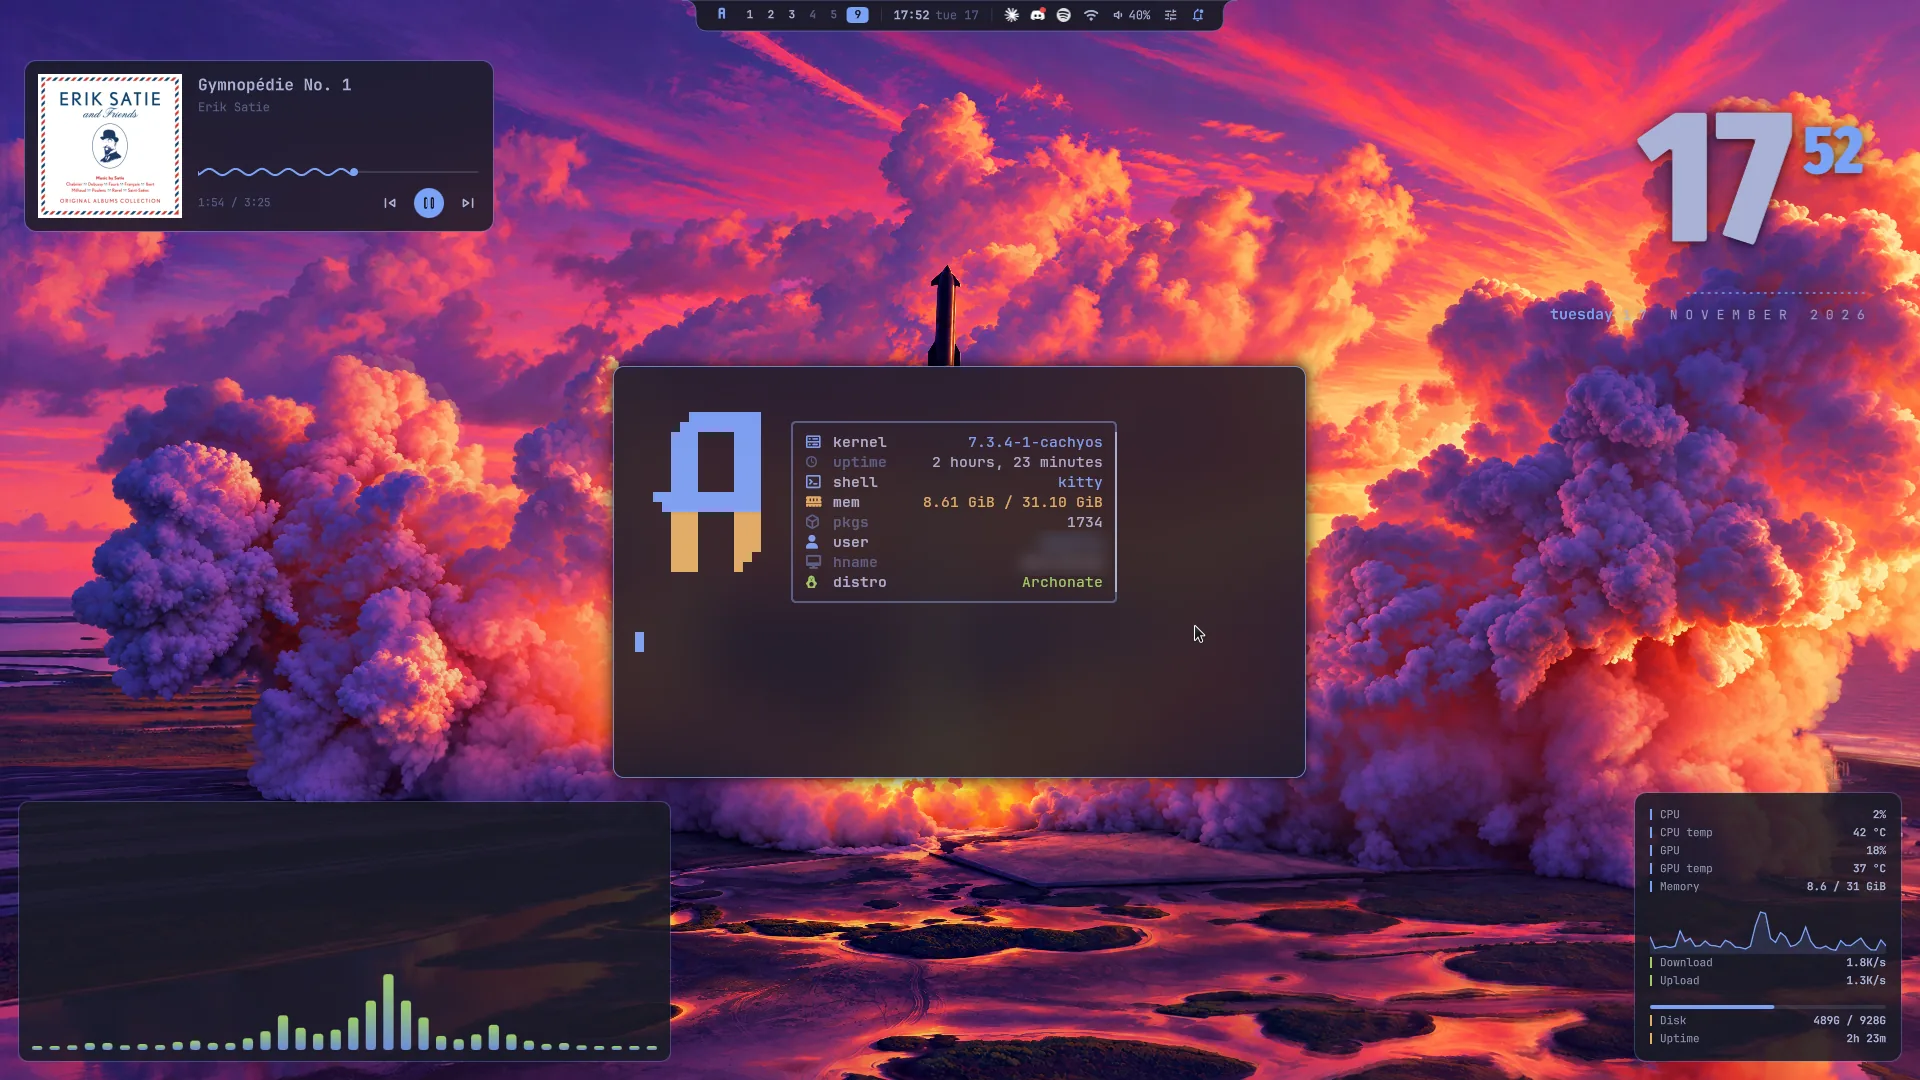 1 2 3 4 5 9 17:52 tue 17 40%
ERIK SATIE
and Friends
Music by Satie
ORIGINAL ALBUMS COLLECTION
Gymnopédie No. 1
Erik Satie
1:54 / 3:25
17 52
tuesday NOVEMBER 2026
kernel 7.3.4-1-cachyos
uptime 2 hours, 23 minutes
shell kitty
mem 8.61 GiB / 31.10 GiB
pkgs 1734
user
hname
distro Archonate
CPU 2%
CPU temp 42 °C
GPU 18%
GPU temp 37 °C
Memory 8.6 / 31 GiB
Download 1.8K/s
Upload 1.3K/s
Disk 489G / 928G
Uptime 2h 23m